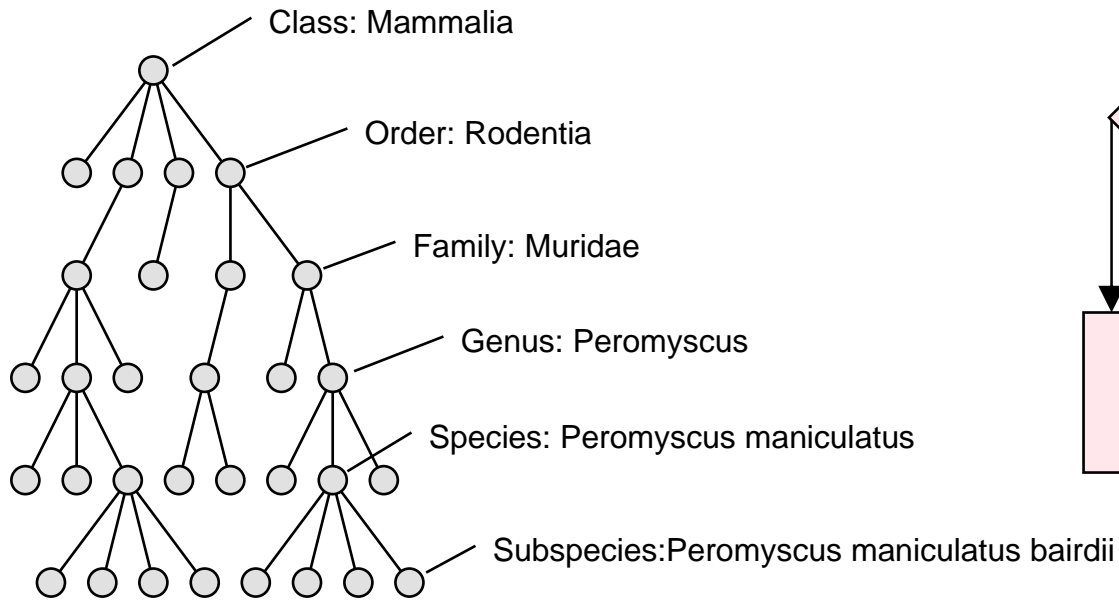 Class: Mammalia
Order: Rodentia
Family: Muridae
Genus: Peromyscus
Species: Peromyscus maniculatus
Subspecies:Peromyscus maniculatus bairdii